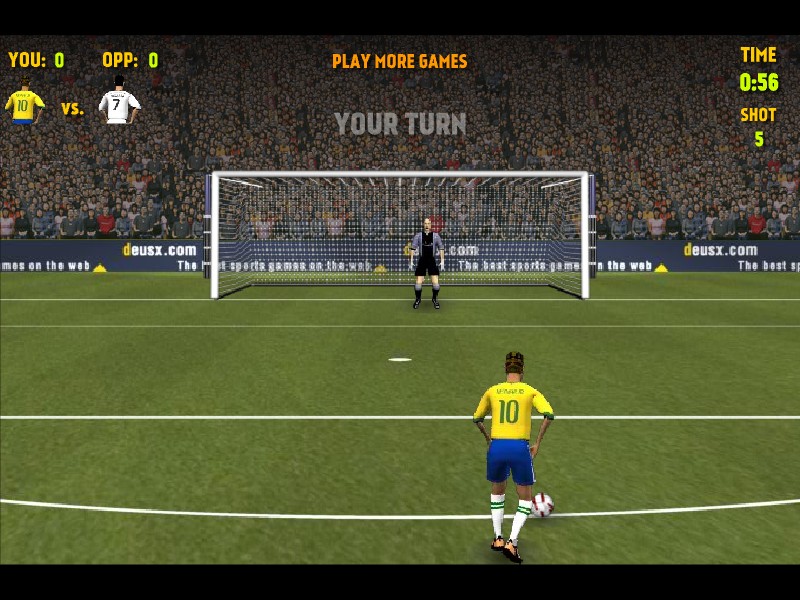 YOU: 0
OPP: 0
PLAY MORE GAMES
TIME
0:56
SHOT
5
10
VS.
7
YOUR TURN
deusx.com
deusx.com
mes on the web
The best sports games on the web
The best sports games on the web
The best sp
10